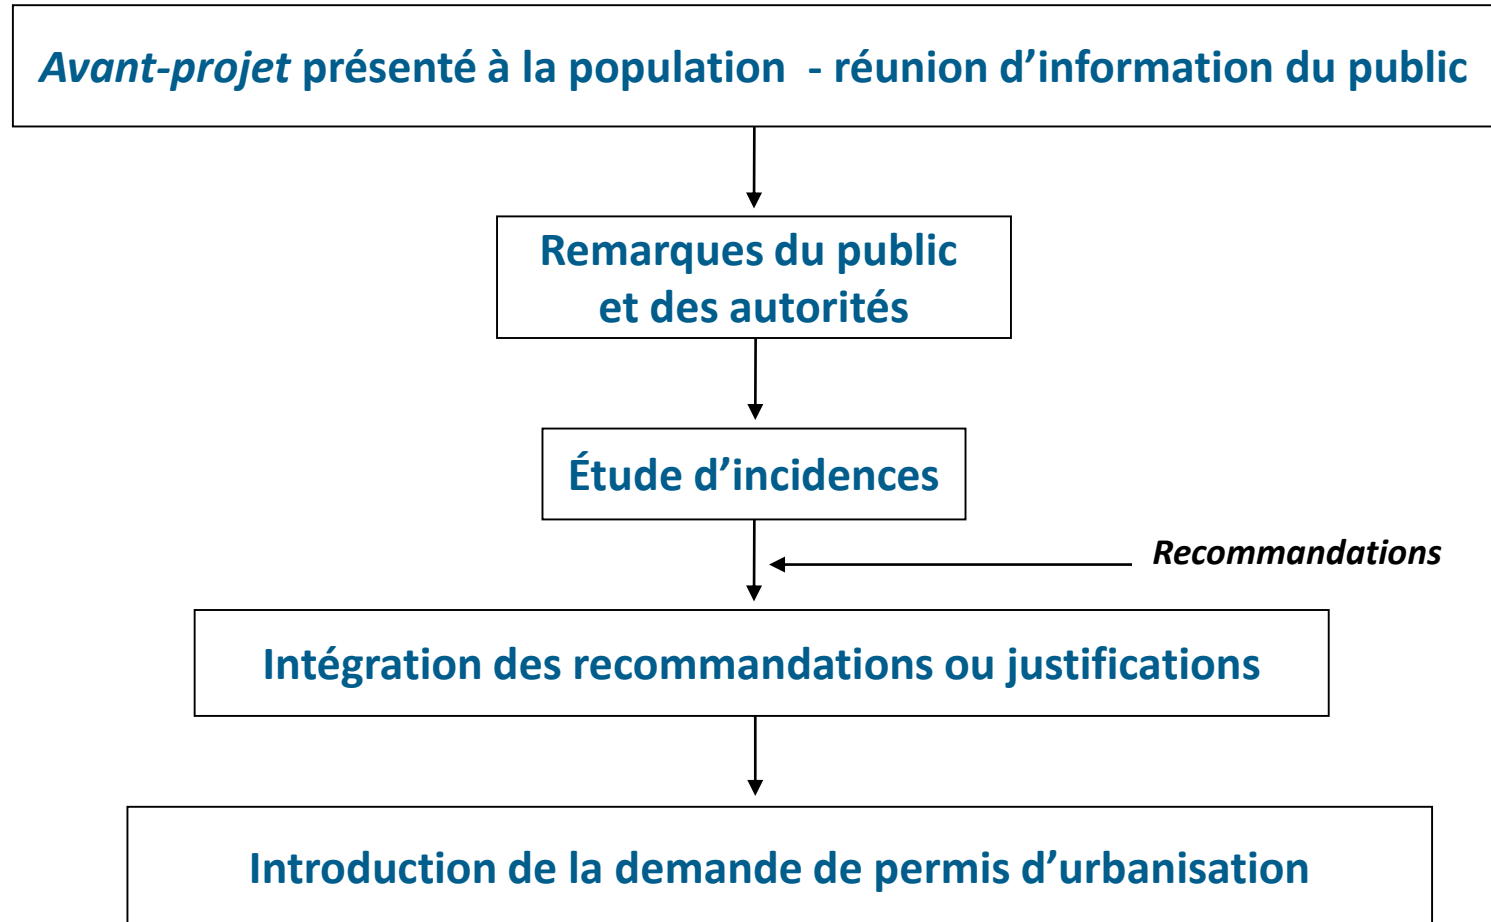 Avant-projet présenté à la population - réunion d’information du public
Remarques du public
et des autorités
Étude d’incidences
Recommandations
Intégration des recommandations ou justifications
Introduction de la demande de permis d’urbanisation